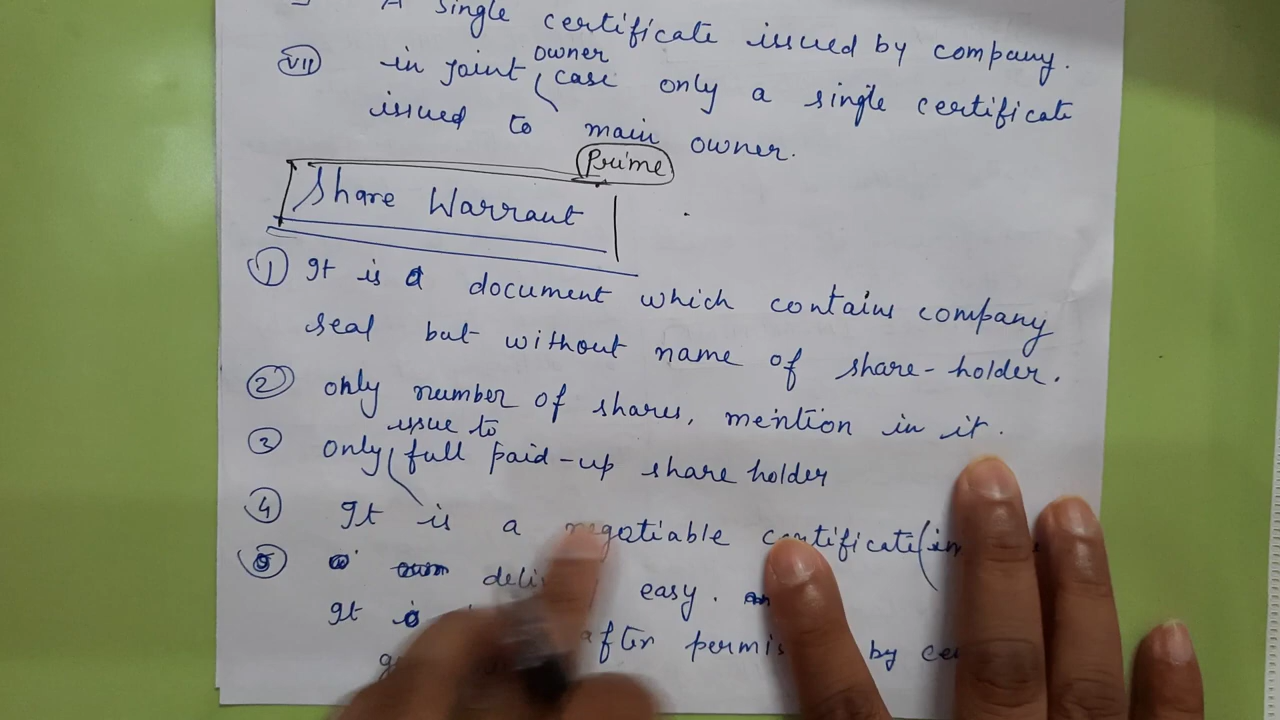 A single certificate issued by company.
VII in joint owner case only a single certificate
issued to main owner.
Prime
Share Warrant
1 It is a document which contains company
seal but without name of share-holder.
2 only number of shares, mention in it.
3 only issue to full paid-up share holder
4 It is a negotiable certificate (in
5 easy.
It
after by